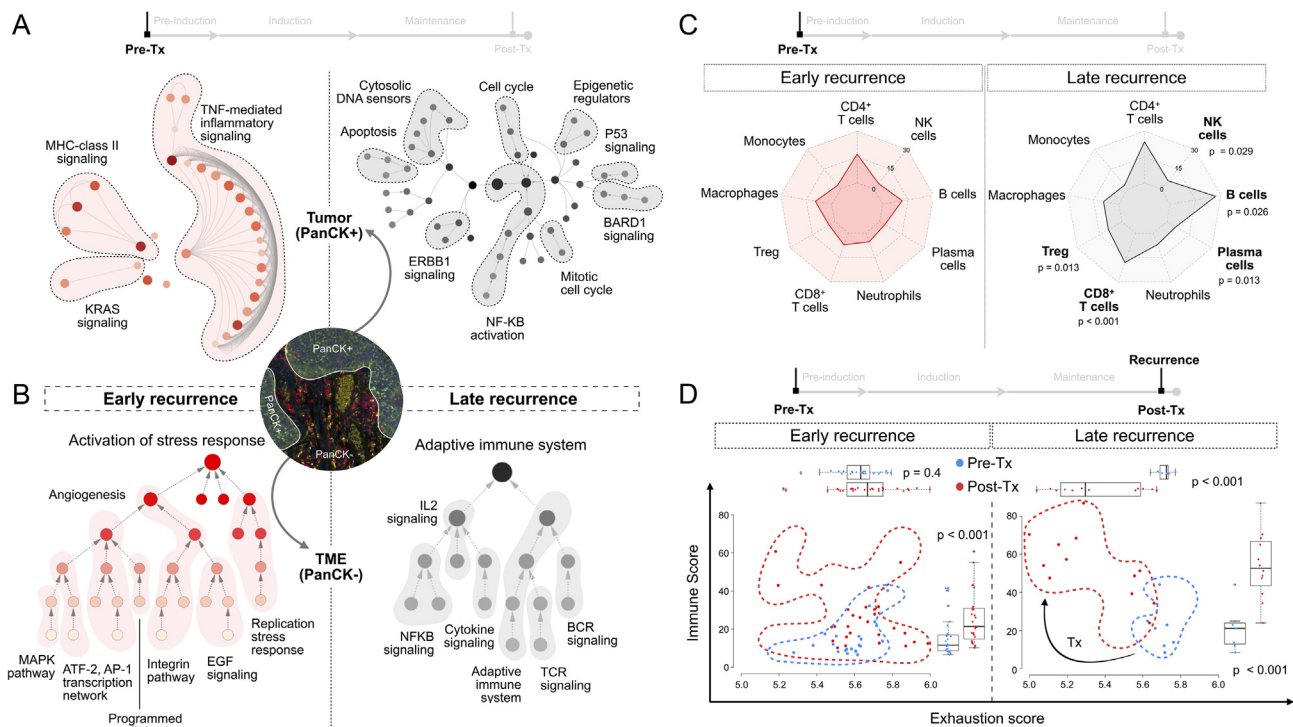 A
Pre-induction
Induction
Maintenance
Pre-Tx
Post-Tx
TNF-mediated
inflammatory
signaling
MHC-class II
signaling
KRAS
signaling
Cytosolic
DNA sensors
Cell cycle
Epigenetic
regulators
Apoptosis
P53
signaling
Tumor
(PanCK+)
BARD1
signaling
ERBB1
signaling
Mitotic
cell cycle
NF-KB
activation
PanCK+
PanCK+
PanCK-
B
Early recurrence
Late recurrence
Activation of stress response
Angiogenesis
TME
(PanCK-)
Replication
stress
response
MAPK
pathway
ATF-2, AP-1
transcription
network
Integrin
pathway
EGF
signaling
Programmed
Adaptive immune system
IL2
signaling
NFKB
signaling
Cytokine
signaling
BCR
signaling
Adaptive
immune
system
TCR
signaling
C
Pre-induction
Induction
Maintenance
Pre-Tx
Post-Tx
Early recurrence
Late recurrence
CD4+
T cells
NK
cells
30
15
0
B cells
Plasma
cells
Neutrophils
CD8+
T cells
Treg
Macrophages
Monocytes
CD4+
T cells
NK
cells
p = 0.029
30
15
0
B cells
p = 0.026
Plasma
cells
p = 0.013
Neutrophils
CD8+
T cells
p < 0.001
Treg
p = 0.013
Macrophages
Monocytes
D
Recurrence
Pre-induction
Induction
Maintenance
Pre-Tx
Post-Tx
Early recurrence
Late recurrence
Pre-Tx
Post-Tx
p = 0.4
p < 0.001
p < 0.001
p < 0.001
Immune Score
80
60
40
20
0
80
60
40
20
0
Tx
5.0 5.2 5.4 5.6 5.8 6.0
5.0 5.2 5.4 5.6 5.8 6.0
Exhaustion score